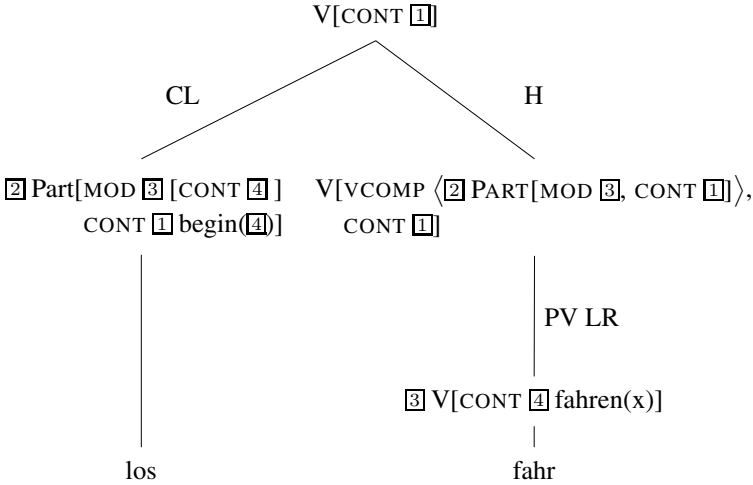 V[CONT 1]
CL H
2 Part[MOD 3 [CONT 4 ] V[VCOMP ⟨2 PART[MOD 3, CONT 1]⟩,
CONT 1 begin(4)] CONT 1]
PV LR
3 V[CONT 4 fahren(x)]
los fahr